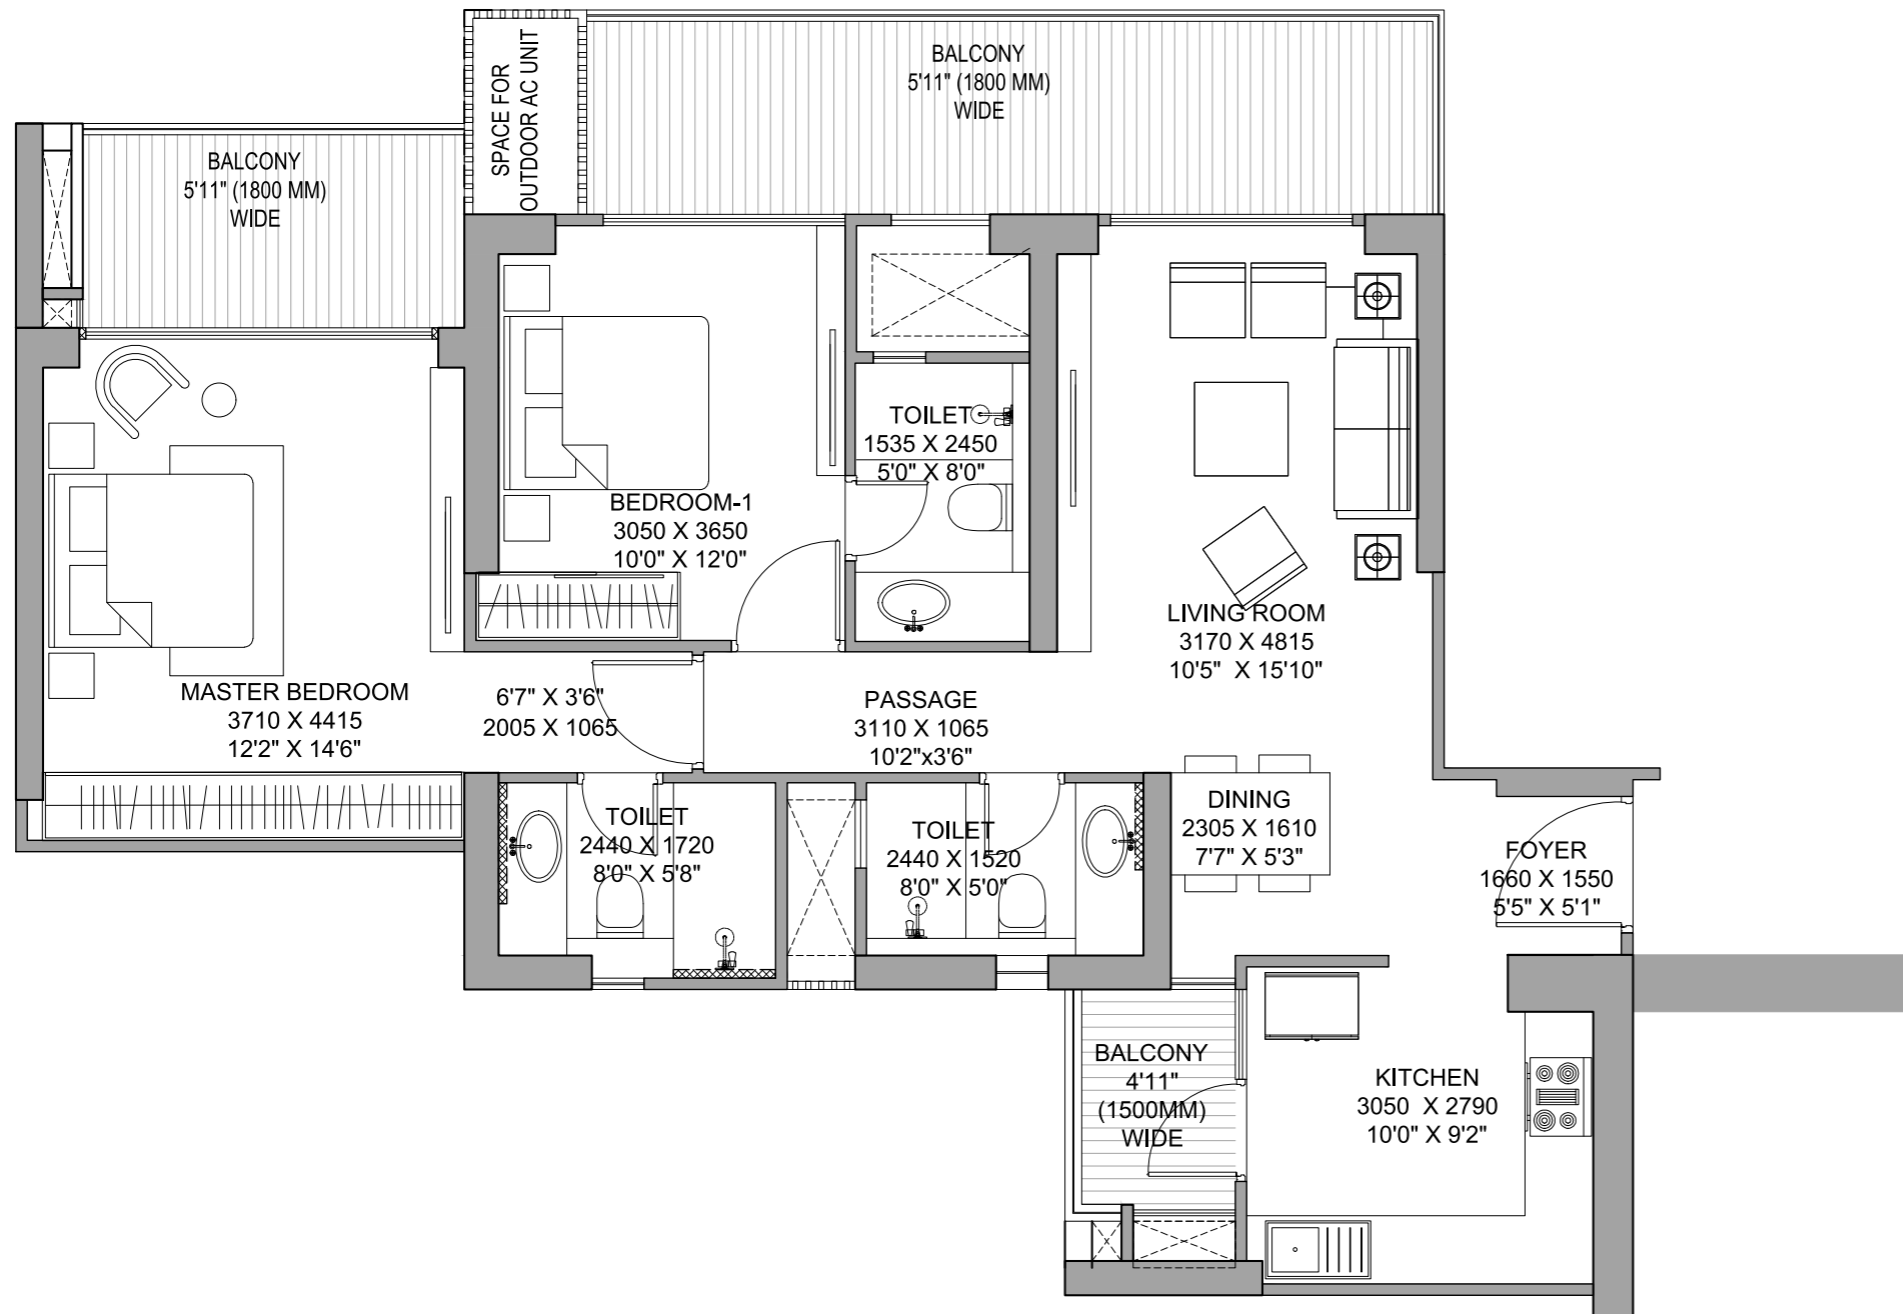 SPACE FOR
OUTDOOR AC UNIT
BALCONY
5'11" (1800 MM)
WIDE
BALCONY
5'11" (1800 MM)
WIDE
TOILET
1535 X 2450
5'0" X 8'0"
BEDROOM-1
3050 X 3650
10'0" X 12'0"
LIVING ROOM
3170 X 4815
10'5" X 15'10"
MASTER BEDROOM
3710 X 4415
12'2" X 14'6"
6'7" X 3'6"
2005 X 1065
PASSAGE
3110 X 1065
10'2"x3'6"
TOILET
2440 X 1720
8'0" X 5'8"
TOILET
2440 X 1520
8'0" X 5'0"
DINING
2305 X 1610
7'7" X 5'3"
FOYER
1660 X 1550
5'5" X 5'1"
BALCONY
4'11"
(1500MM)
WIDE
KITCHEN
3050 X 2790
10'0" X 9'2"